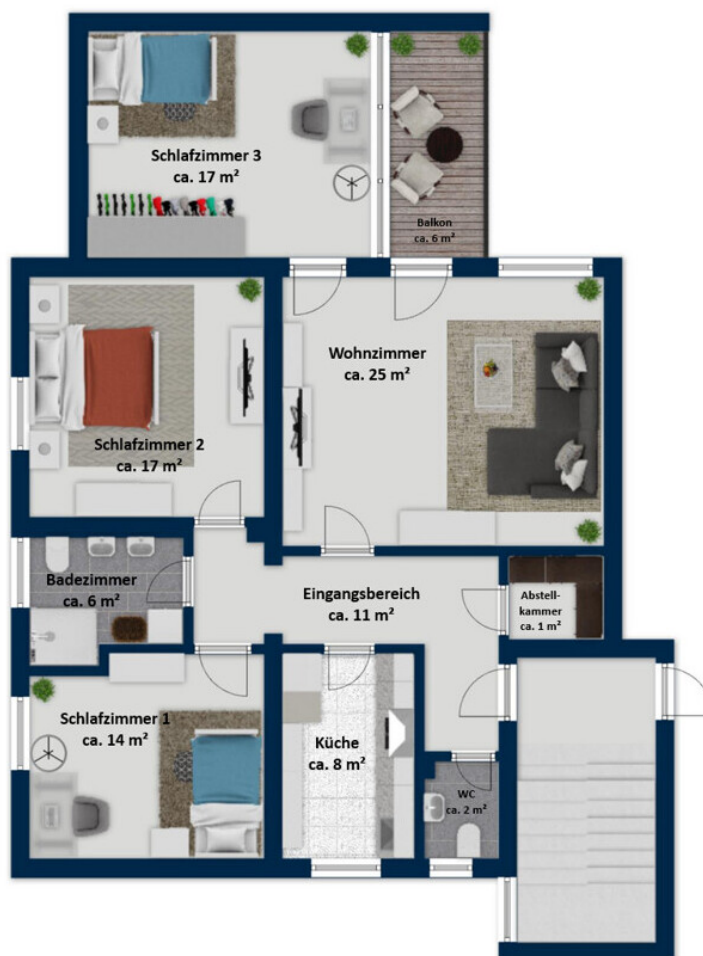 Schlafzimmer 3
ca. 17 m²
Balkon
ca. 6 m²
Wohnzimmer
ca. 25 m²
Schlafzimmer 2
ca. 17 m²
Badezimmer
ca. 6 m²
Eingangsbereich
ca. 11 m²
Abstell-
kammer
ca. 1 m²
Schlafzimmer 1
ca. 14 m²
Küche
ca. 8 m²
WC
ca. 2 m²